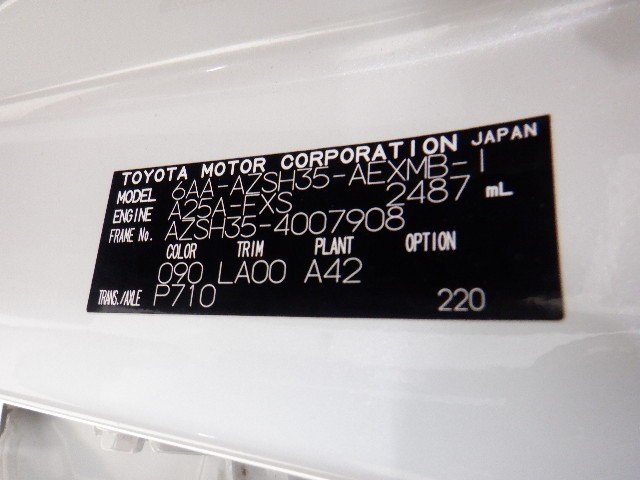 TOYOTA MOTOR CORPORATION JAPAN
MODEL 6AA-AZSH35-AEXMB-I
ENGINE A25A-FXS 2487 mL
FRAME No. AZSH35-4007908
COLOR TRIM PLANT OPTION
090 LA00 A42
TRANS./AXLE P710 220